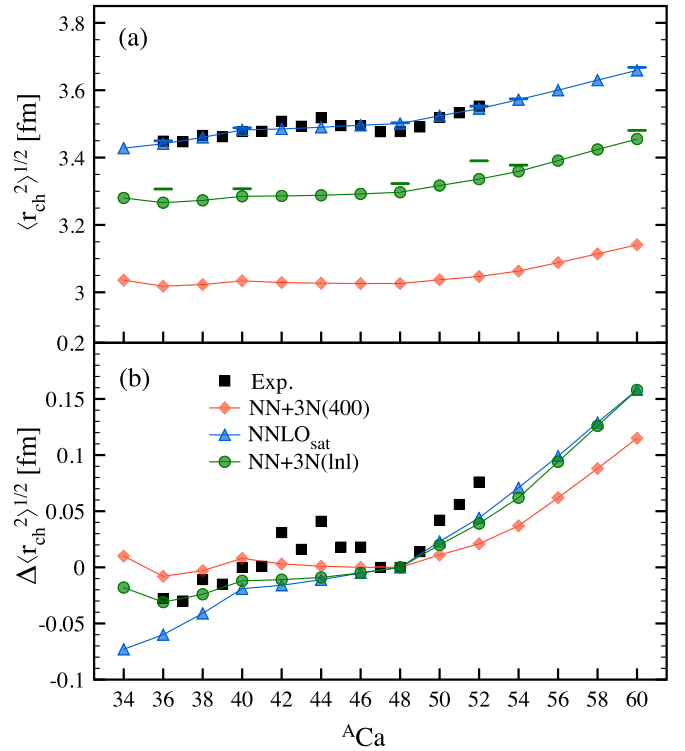 (a)
⟨r_ch^2⟩^1/2 [fm]
3.8
3.6
3.4
3.2
3
0.2
(b)
Exp.
NN+3N(400)
NNLO_sat
NN+3N(lnl)
Δ⟨r_ch^2⟩^1/2 [fm]
0.15
0.1
0.05
0
-0.05
-0.1
34 36 38 40 42 44 46 48 50 52 54 56 58 60
^ACa